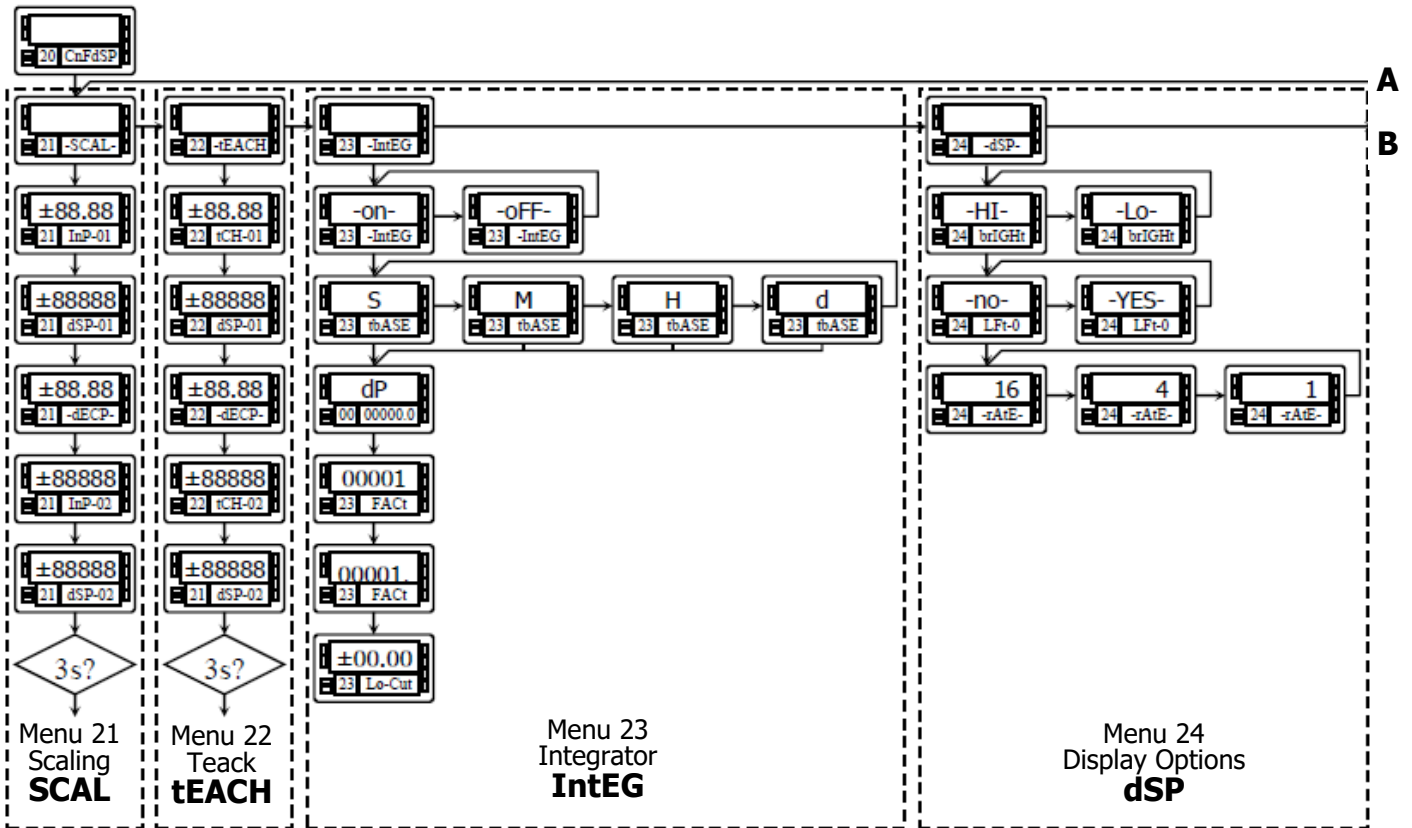 20 CnFdSP
A
21 -SCAL-
22 -tEACH
23 -IntEG
24 -dSP-
B
±88.88
21 InP-01
±88.88
22 tCH-01
-on-
23 -IntEG
-oFF-
23 -IntEG
-HI-
24 brIGHt
-Lo-
24 brIGHt
±88888
21 dSP-01
±88888
22 dSP-01
S
23 tbASE
M
23 tbASE
H
23 tbASE
d
23 tbASE
-no-
24 LFt-0
-YES-
24 LFt-0
±88.88
21 -dECP-
±88.88
22 -dECP-
dP
00 00000.0
16
24 -rAtE-
4
24 -rAtE-
1
24 -rAtE-
±88888
21 InP-02
±88888
22 tCH-02
00001
23 FACt
±88888
21 dSP-02
±88888
21 dSP-02
00001.
23 FACt
3s?
3s?
±00.00
23 Lo-Cut
Menu 21
Scaling
SCAL
Menu 22
Teack
tEACH
Menu 23
Integrator
IntEG
Menu 24
Display Options
dSP